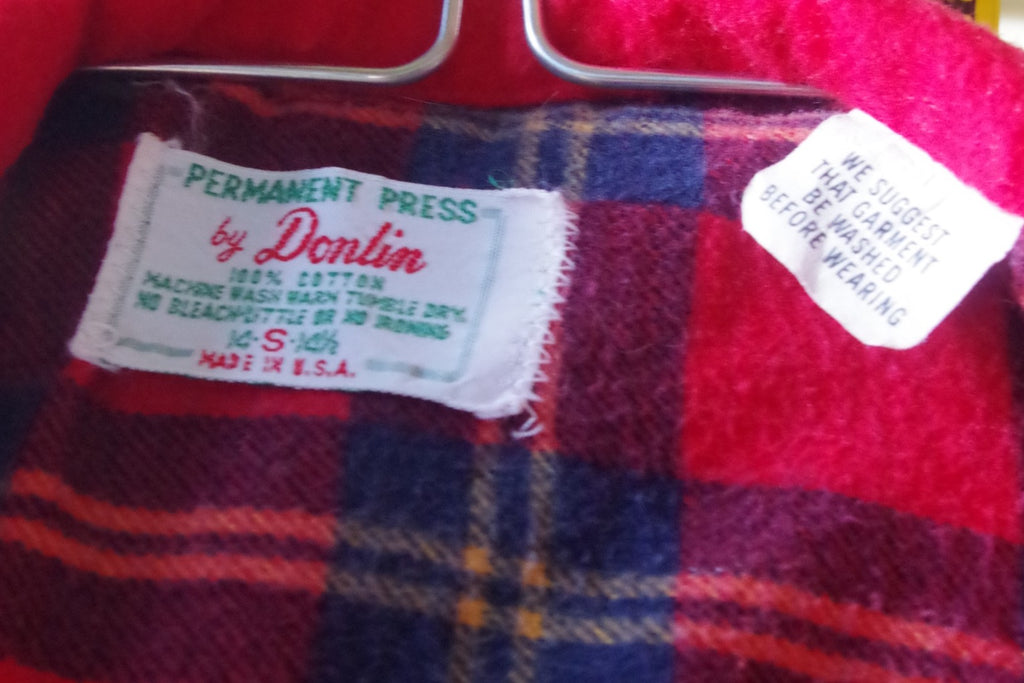 PERMANENT PRESS
by Donlin
100% COTTON
MACHINE WASH WARM TUMBLE DRY.
NO BLEACH LITTLE OR NO IRONING
14·S·14½
MADE IN U.S.A.
WE SUGGEST
THAT GARMENT
BE WASHED
BEFORE WEARING